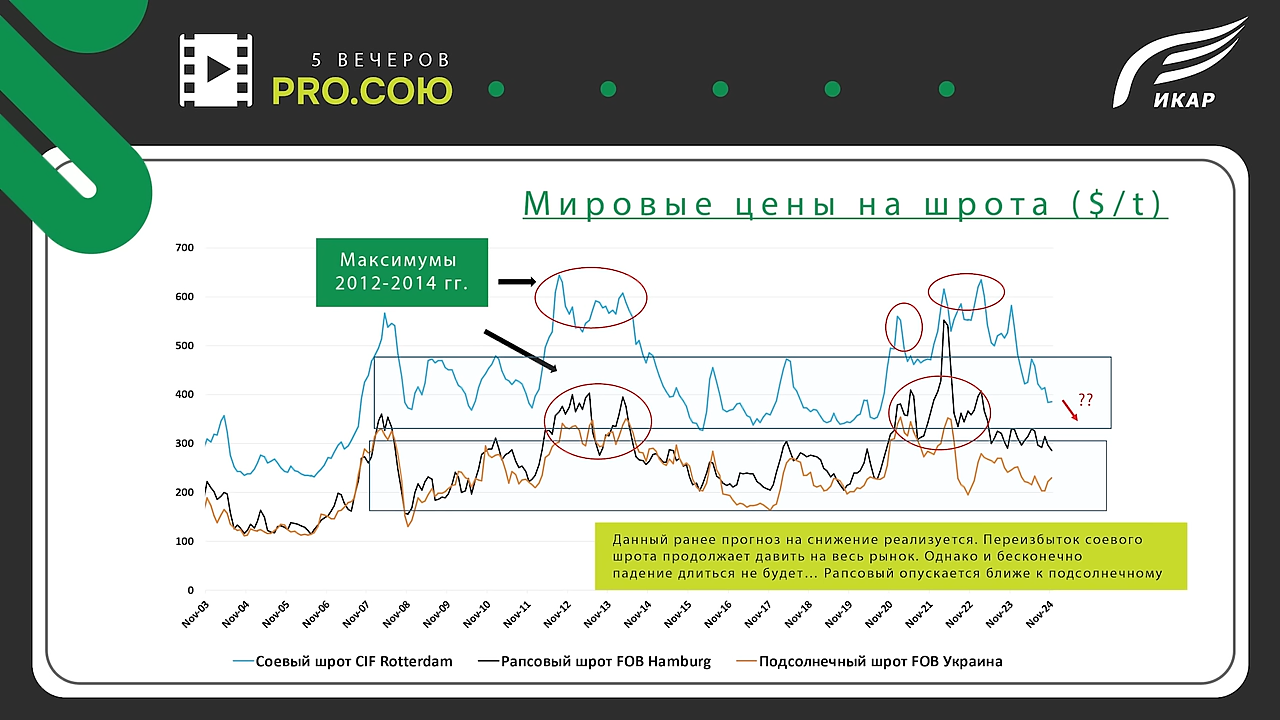 5 ВЕЧЕРОВ
PRO.СОЮ
ИКАР
Мировые цены на шрота ($/t)
Максимумы
2012-2014 гг.
700
600
500
400
300
200
100
0
??
Данный ранее прогноз на снижение реализуется. Переизбыток соевого
шрота продолжает давить на весь рынок. Однако и бесконечно
падение длиться не будет... Рапсовый опускается ближе к подсолнечному
Nov-03 Nov-04 Nov-05 Nov-06 Nov-07 Nov-08 Nov-09 Nov-10 Nov-11 Nov-12 Nov-13 Nov-14 Nov-15 Nov-16 Nov-17 Nov-18 Nov-19 Nov-20 Nov-21 Nov-22 Nov-23 Nov-24
Соевый шрот CIF Rotterdam Рапсовый шрот FOB Hamburg Подсолнечный шрот FOB Украина